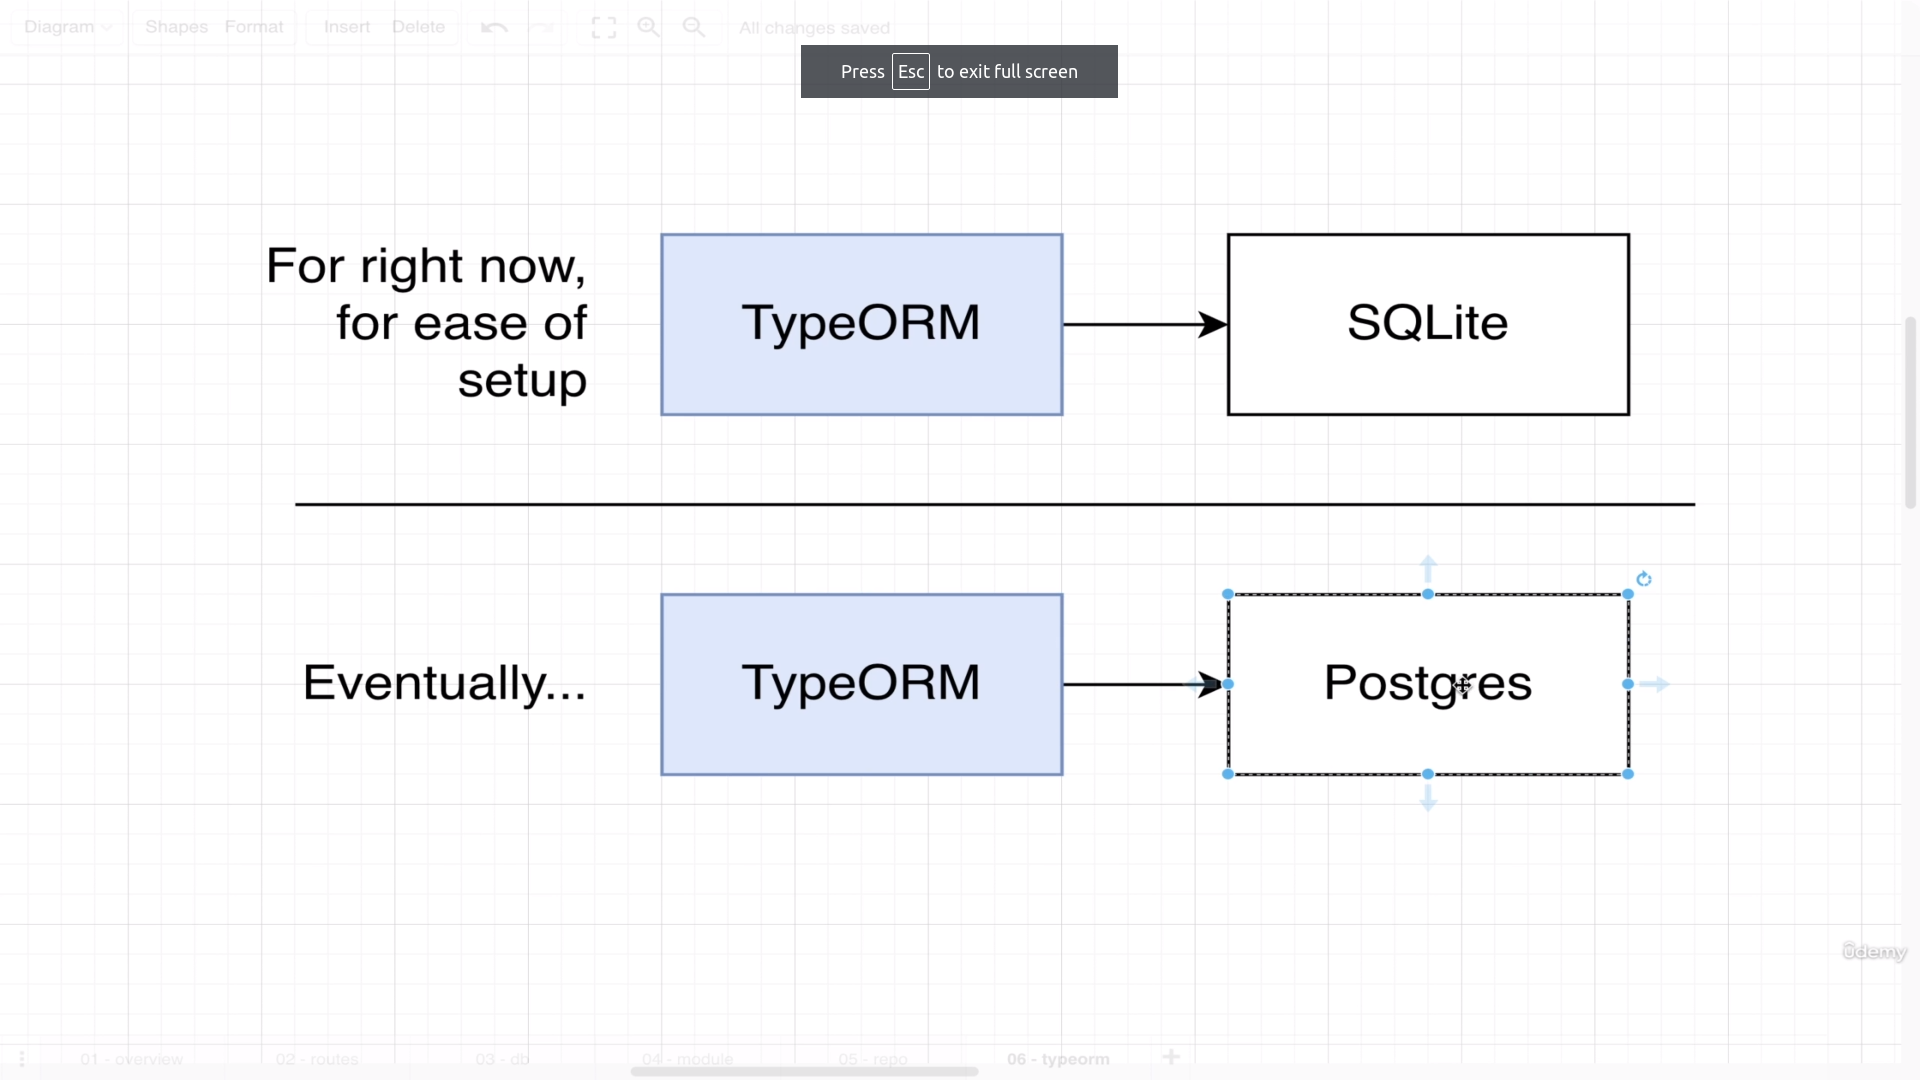 Diagram
Shapes Format
Insert Delete
All changes saved
Press Esc to exit full screen
For right now,
for ease of
setup
TypeORM
SQLite
Eventually...
TypeORM
Postgres
ûdemy
01 - overview
02 - routes
03 - db
04 - module
05 - repo
06 - typeorm